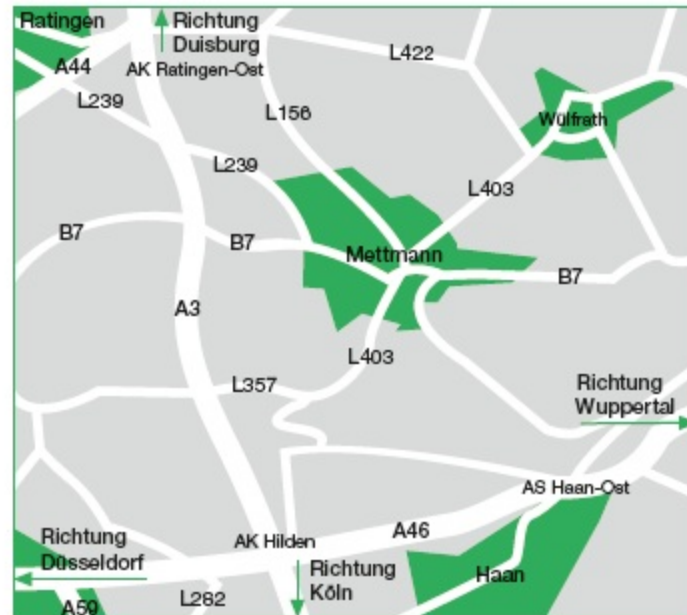 Ratingen
Richtung
Duisburg
A44
AK Ratingen-Ost
L422
L239
L156
Wülfrath
L239
L403
B7
B7
Mettmann
B7
A3
L403
L357
Richtung
Wuppertal
AS Haan-Ost
Richtung
Düsseldorf
AK Hilden
A46
Richtung
Köln
Haan
A59
L282